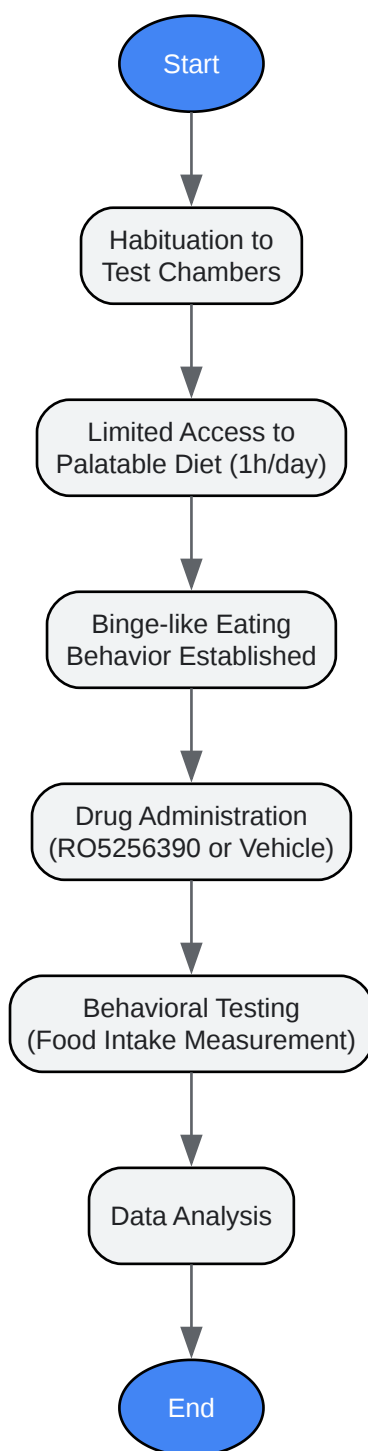 Start
Habituation to
Test Chambers
Limited Access to
Palatable Diet (1h/day)
Binge-like Eating
Behavior Established
Drug Administration
(RO5256390 or Vehicle)
Behavioral Testing
(Food Intake Measurement)
Data Analysis
End